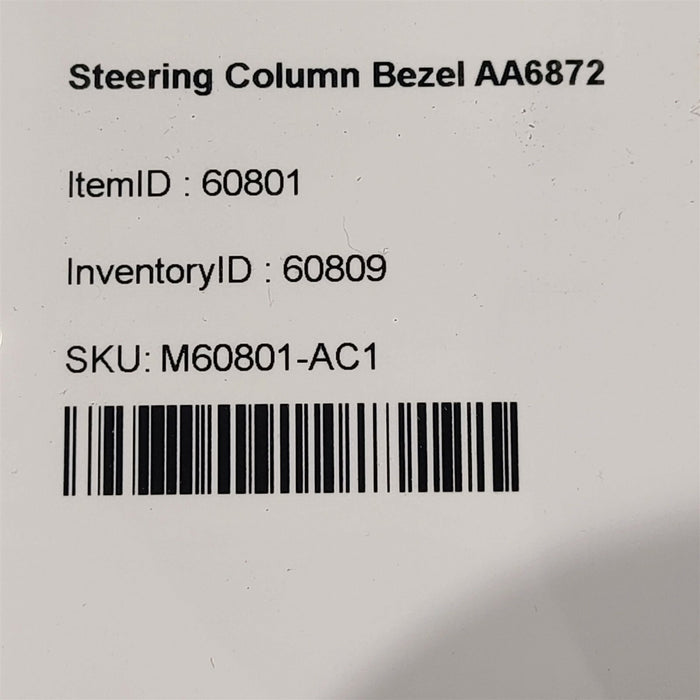 Steering Column Bezel AA6872
ItemID : 60801
InventoryID : 60809
SKU: M60801-AC1